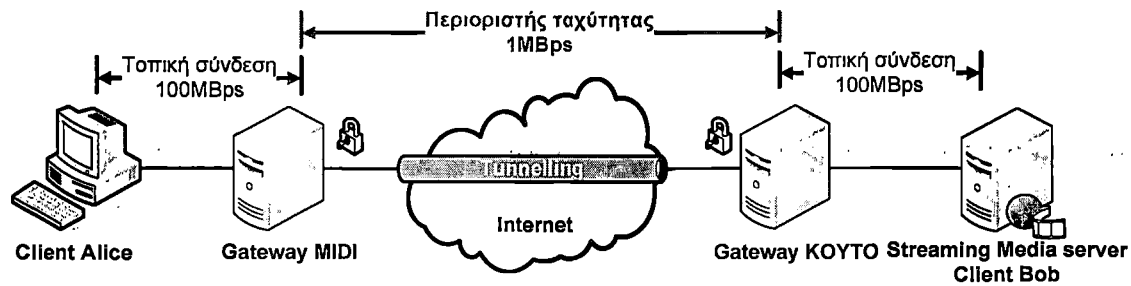 Περιοριστής ταχύτητας
1MBps
Τοπική σύνδεση
100MBps
Τοπική σύνδεση
100MBps
Tunnelling
Internet
Client Alice
Gateway MIDI
Gateway KOYTO
Streaming Media server
Client Bob